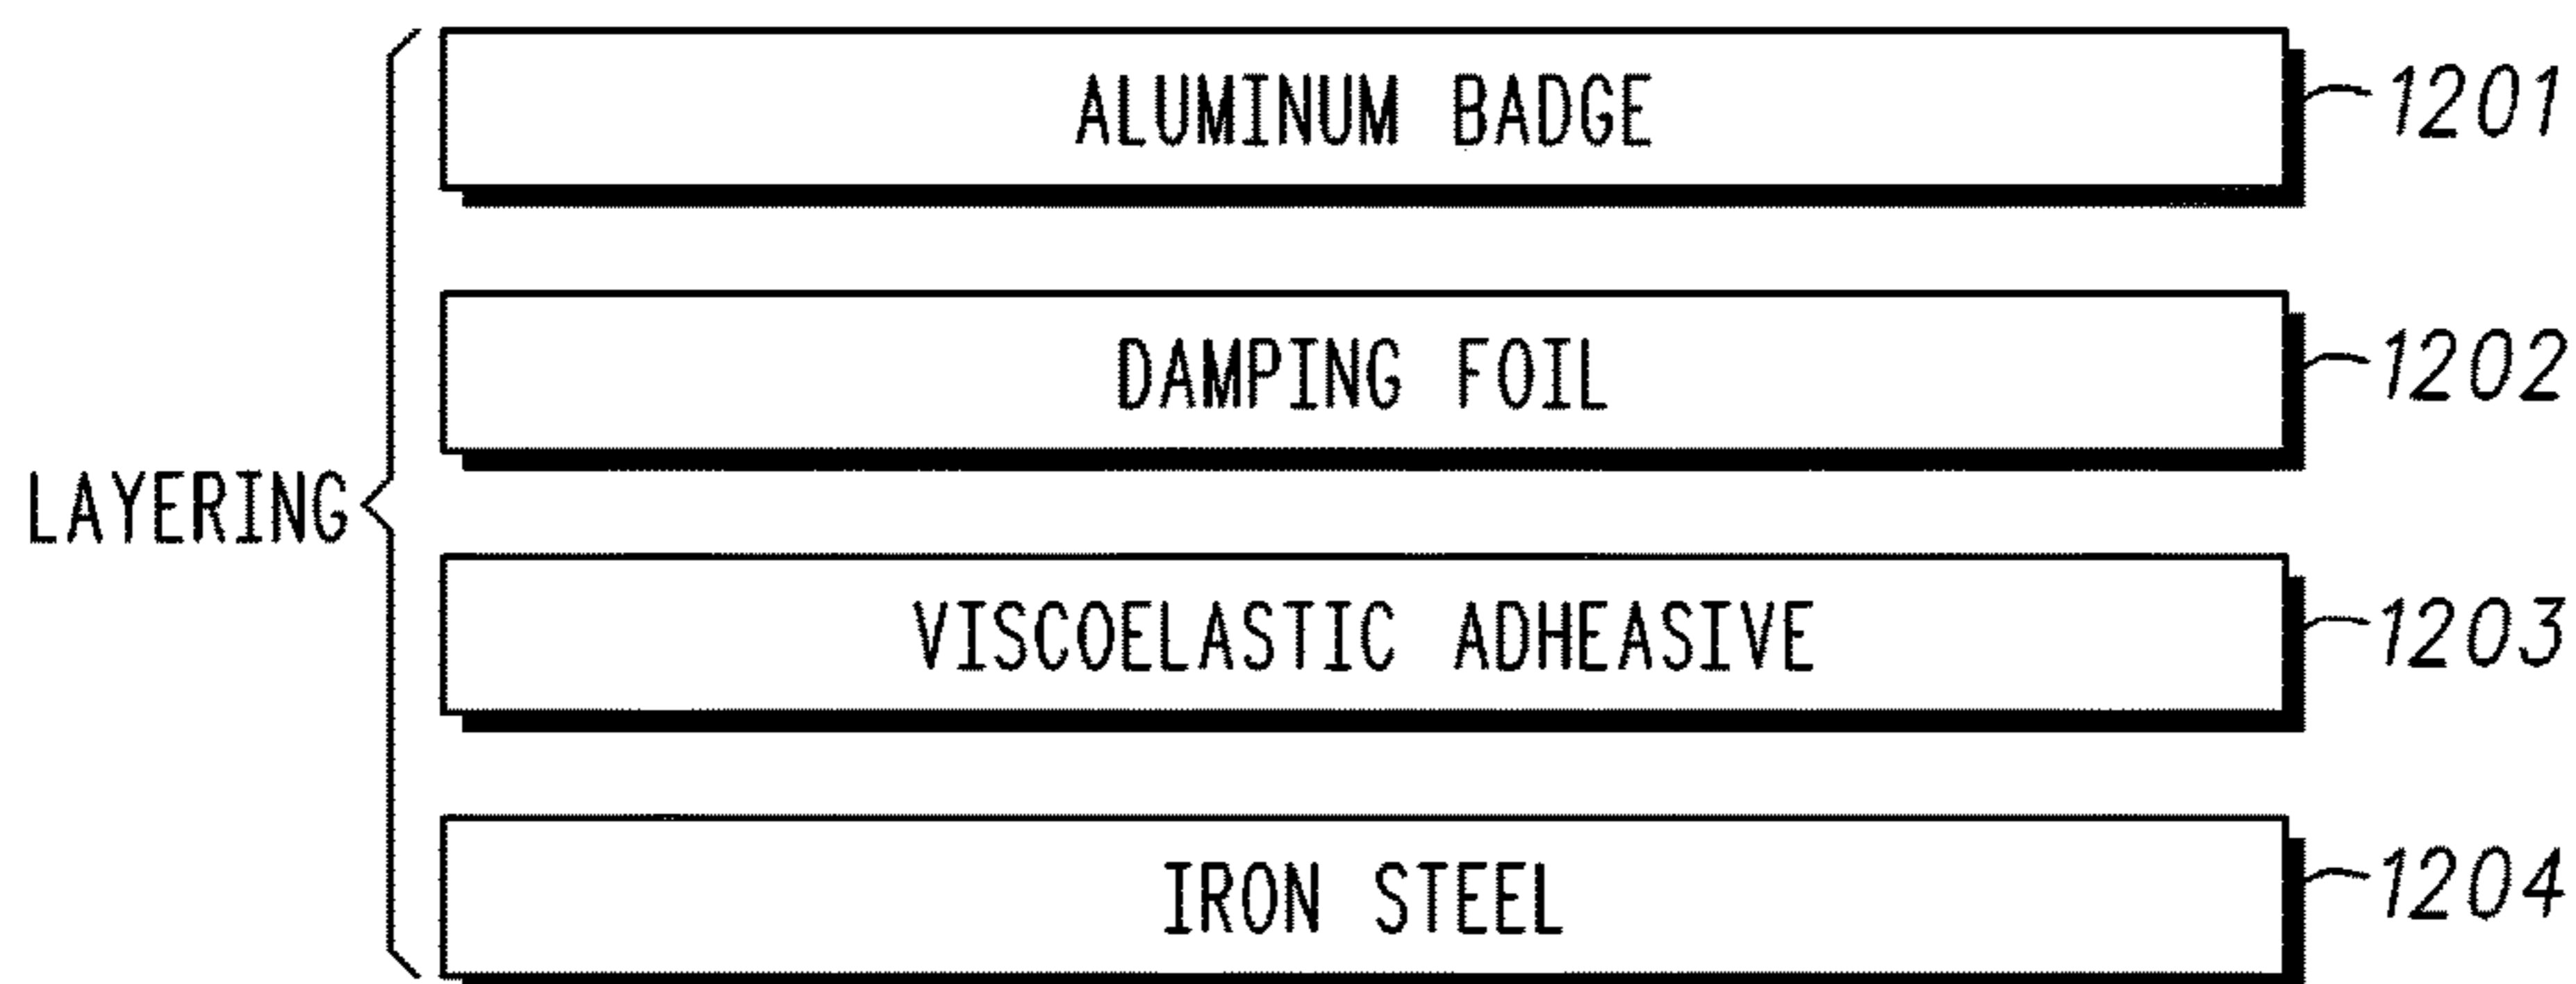 ALUMINUM BADGE 1201
DAMPING FOIL 1202
LAYERING
VISCOELASTIC ADHEASIVE 1203
IRON STEEL 1204